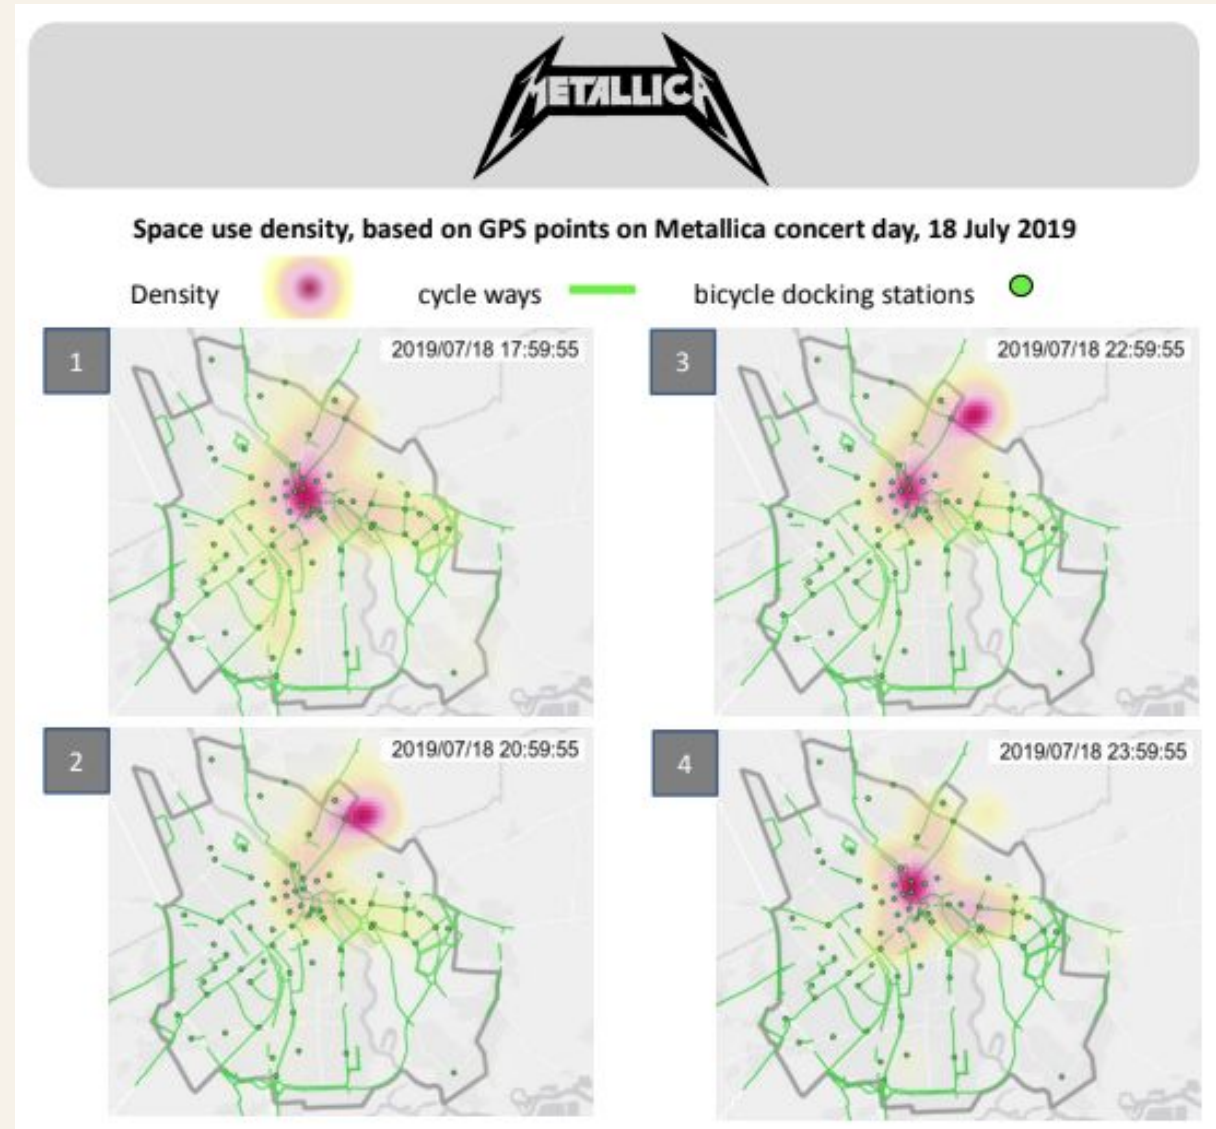 METALLICA
Space use density, based on GPS points on Metallica concert day, 18 July 2019
Density cycle ways bicycle docking stations
1
2019/07/18 17:59:55
3
2019/07/18 22:59:55
2
2019/07/18 20:59:55
4
2019/07/18 23:59:55